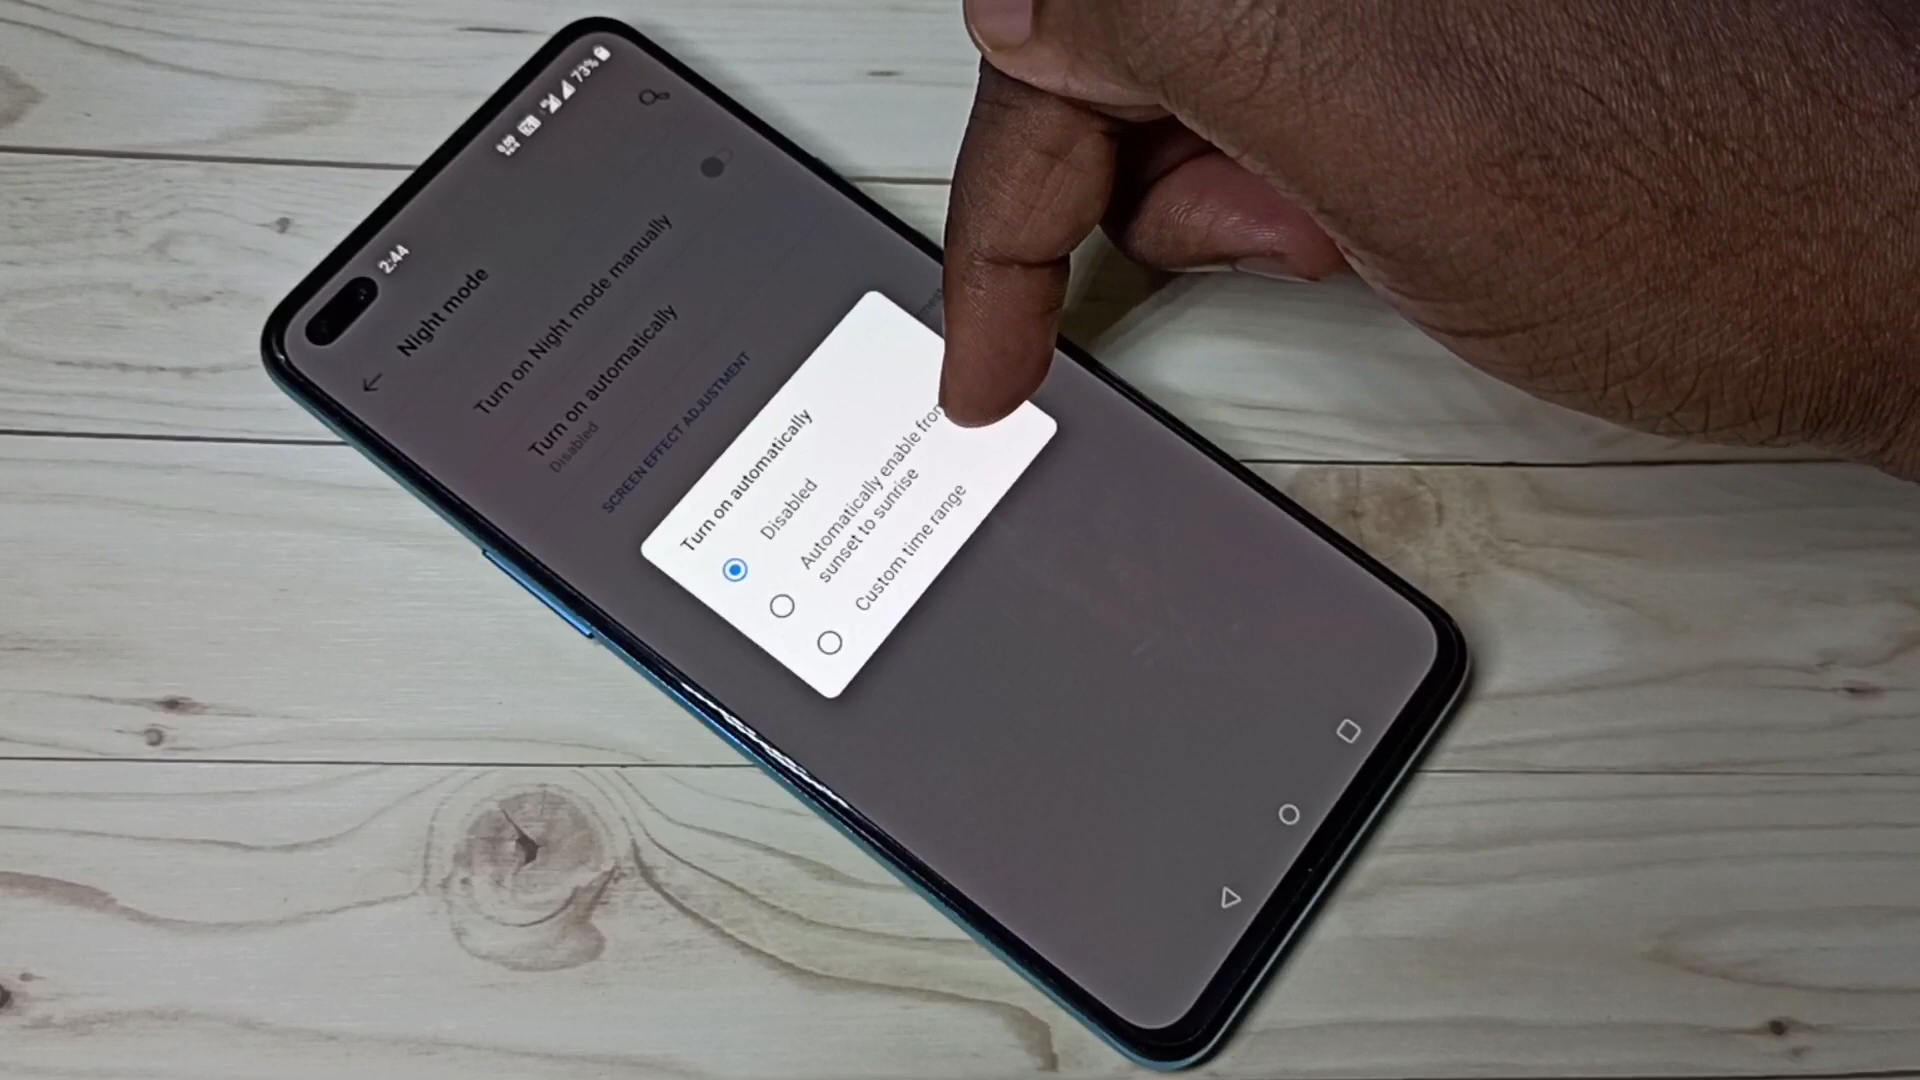 2:44
73%
Night mode
Turn on Night mode manually
Turn on automatically
Disabled
SCREEN EFFECT ADJUSTMENT
Turn on automatically
Disabled
Automatically enable from
sunset to sunrise
Custom time range